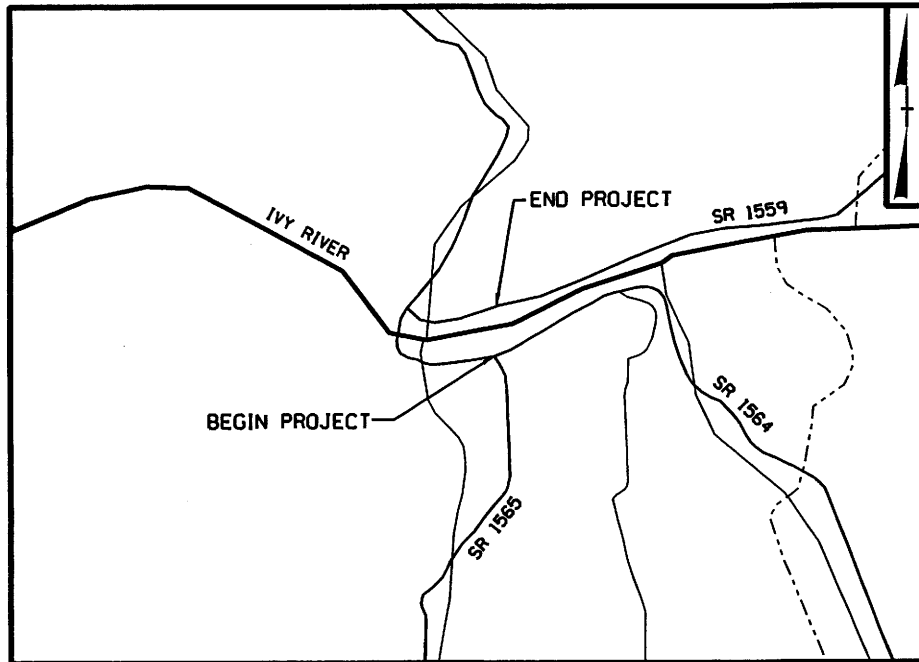 END PROJECT
SR 1559
IVY RIVER
BEGIN PROJECT
SR 1564
SR 1565